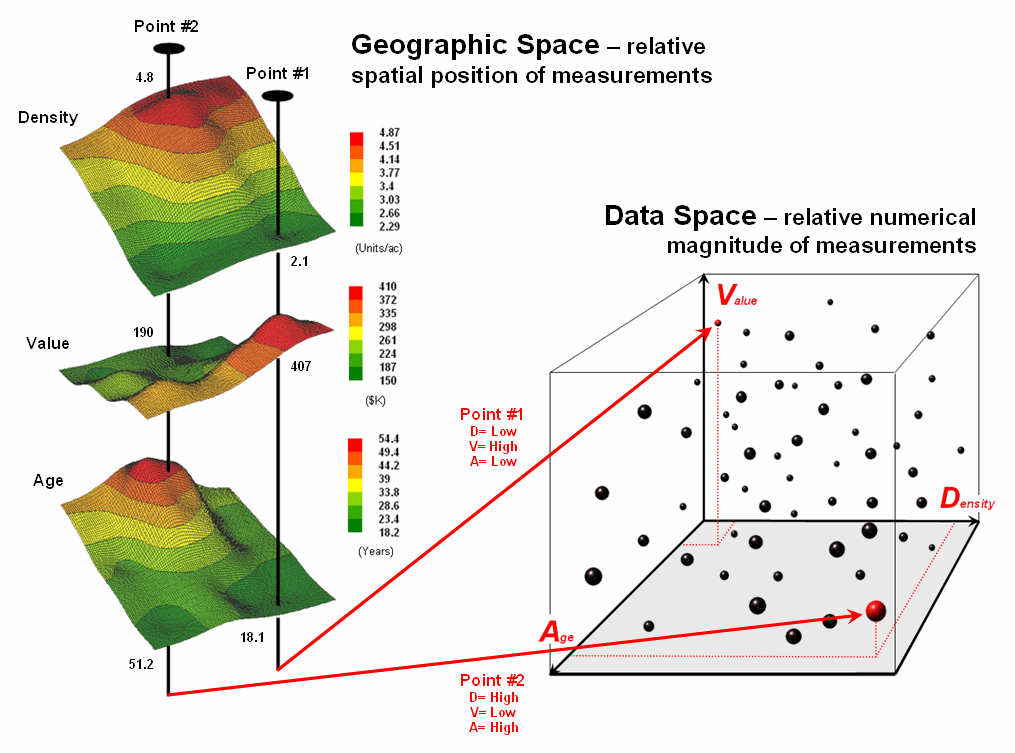 Point #2
4.8
Point #1
Geographic Space – relative
spatial position of measurements
Density
4.87
4.51
4.14
3.77
3.4
3.03
2.66
2.29
(Units/ac)
2.1
Data Space – relative numerical
magnitude of measurements
Value
190
407
410
372
335
298
261
224
187
150
($K)
Value
Point #1
D= Low
V= High
A= Low
Age
54.4
49.4
44.2
39
33.8
28.6
23.4
18.2
(Years)
Density
18.1
51.2
Age
Point #2
D= High
V= Low
A= High